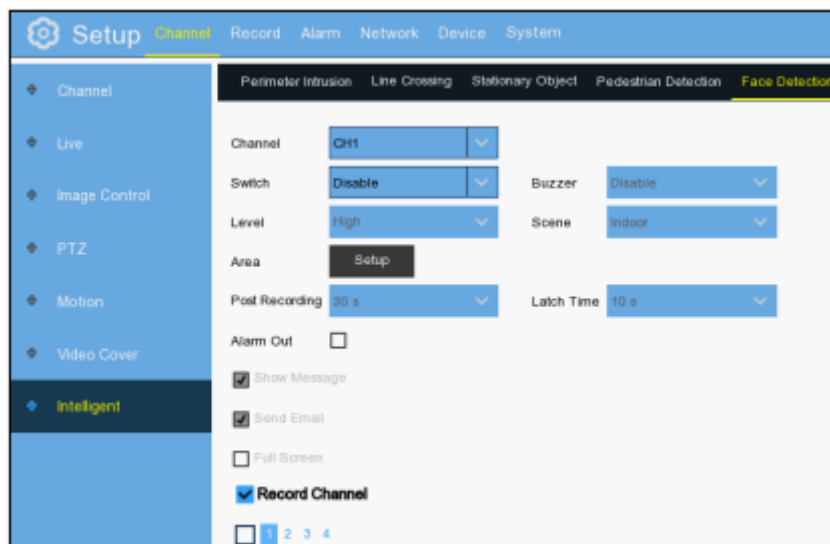 Setup Channel Record Alarm Network Device System
Perimeter Intrusion Line Crossing Stationary Object Pedestrian Detection Face Detection
Channel
Live
Image Control
PTZ
Motion
Video Cover
Intelligent
Channel CH1
Switch Disable Buzzer Disable
Level High Scene Indoor
Area Setup
Post Recording 30 s Latch Time 10 s
Alarm Out
Show Message
Send Email
Full Screen
Record Channel
1 2 3 4